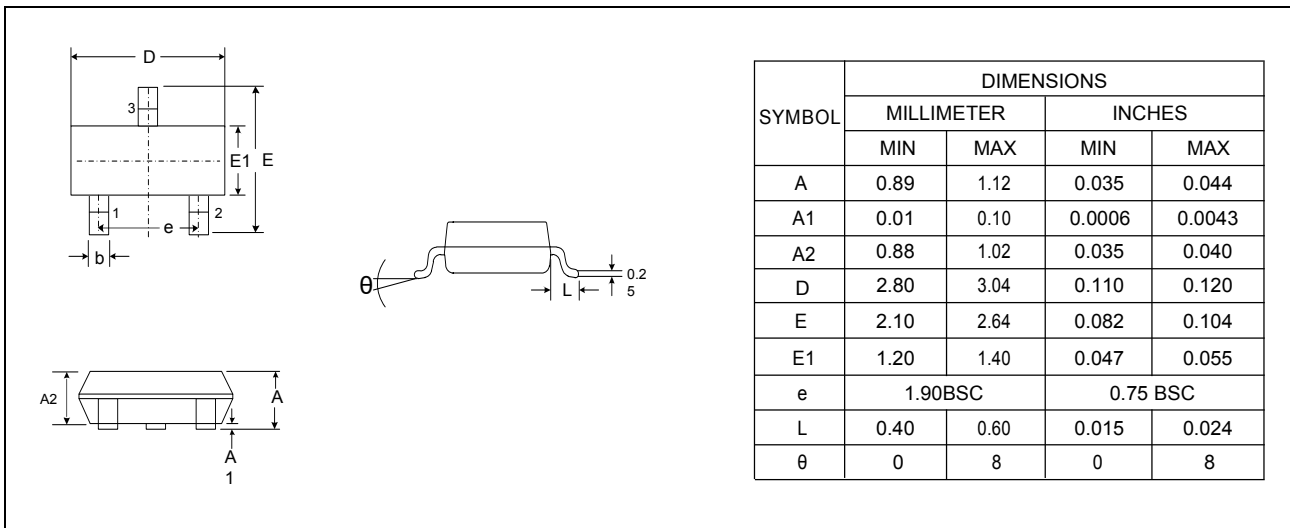 D
3
E1 E
1 2
e
b
θ
L
0.2
5
A2
A
A
1
DIMENSIONS
SYMBOL MILLIMETER INCHES
MIN MAX MIN MAX
A 0.89 1.12 0.035 0.044
A1 0.01 0.10 0.0006 0.0043
A2 0.88 1.02 0.035 0.040
D 2.80 3.04 0.110 0.120
E 2.10 2.64 0.082 0.104
E1 1.20 1.40 0.047 0.055
e 1.90BSC 0.75 BSC
L 0.40 0.60 0.015 0.024
θ 0 8 0 8